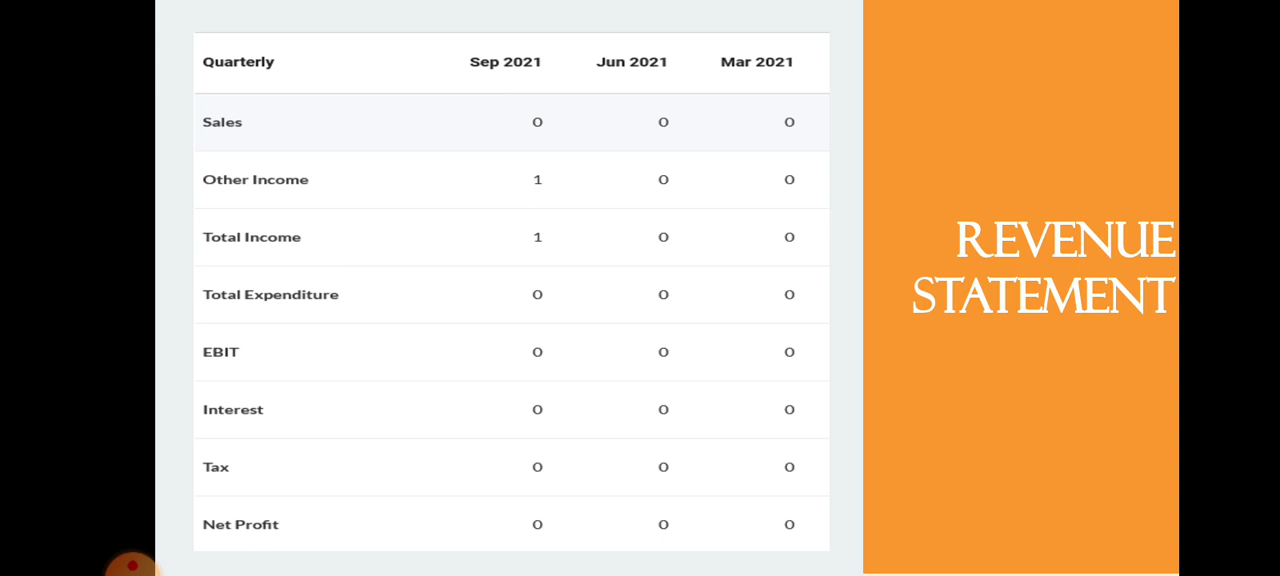 Quarterly Sep 2021 Jun 2021 Mar 2021
Sales 0 0 0
Other Income 1 0 0
Total Income 1 0 0
Total Expenditure 0 0 0
EBIT 0 0 0
Interest 0 0 0
Tax 0 0 0
Net Profit 0 0 0
REVENUE
STATEMENT